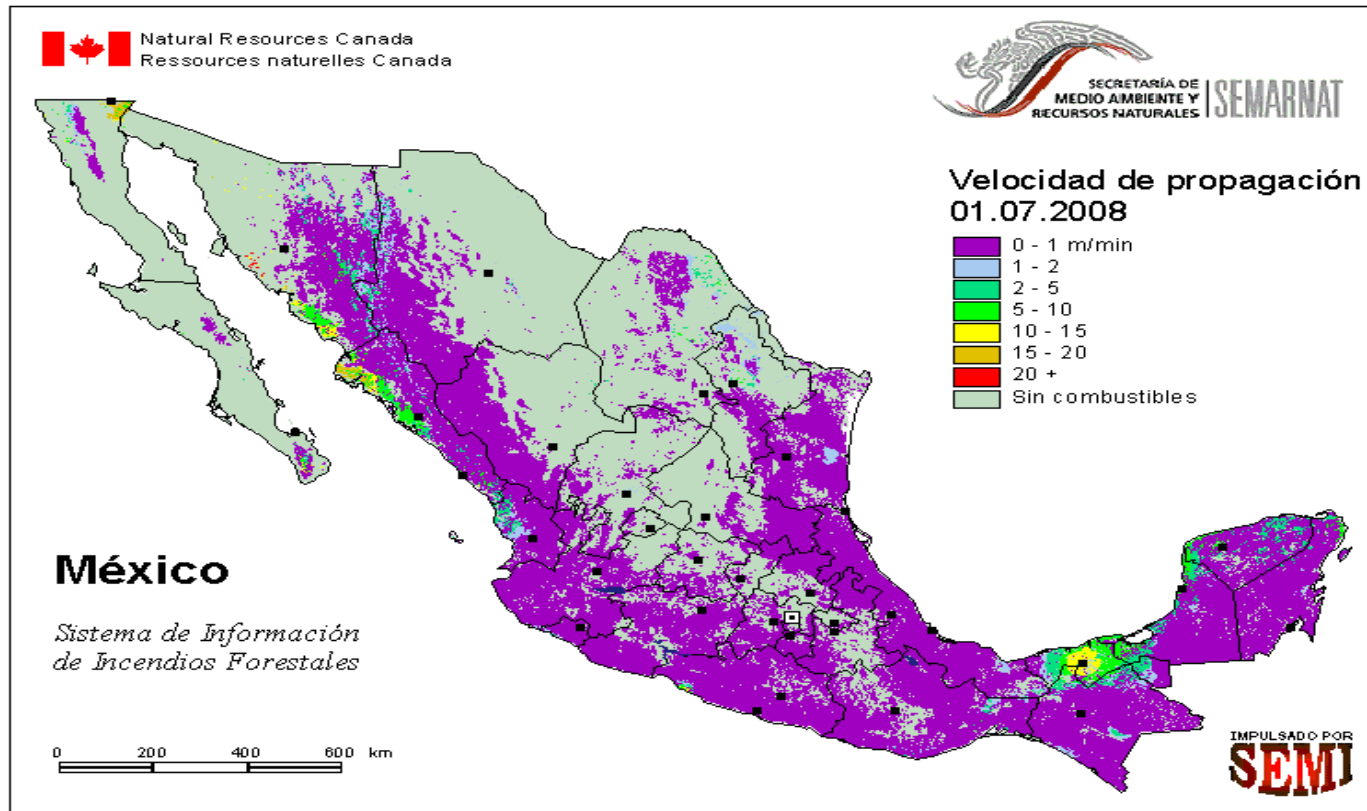 Natural Resources Canada
Ressources naturelles Canada
SECRETARÍA DE
MEDIO AMBIENTE Y
RECURSOS NATURALES
SEMARNAT
Velocidad de propagación
01.07.2008
0 - 1 m/min
1 - 2
2 - 5
5 - 10
10 - 15
15 - 20
20 +
Sin combustibles
México
Sistema de Información
de Incendios Forestales
0 200 400 600 km
IMPULSADO POR
SEMI